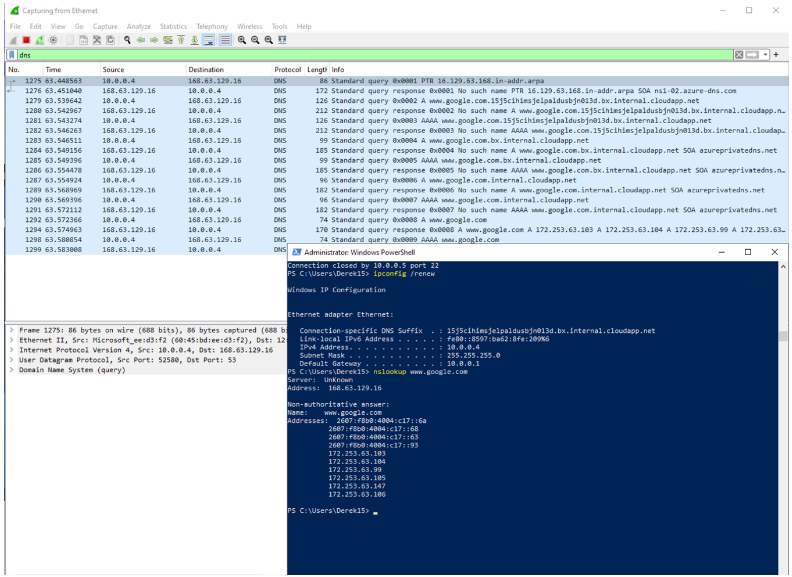 Capturing from Ethernet
File Edit View Go Capture Analyze Statistics Telephony Wireless Tools Help
dns
No. Time Source Destination Protocol Length Info
1275 63.448563 10.0.0.4 168.63.129.16 DNS 86 Standard query 0x0001 PTR 16.129.63.168.in-addr.arpa
1276 63.451040 168.63.129.16 10.0.0.4 DNS 172 Standard query response 0x0001 No such name PTR 16.129.63.168.in-addr.arpa SOA ns1-02.azure-dns.com
1279 63.539642 10.0.0.4 168.63.129.16 DNS 126 Standard query 0x0002 A www.google.com.15j5cihimsjelpaldusbjn013d.bx.internal.cloudapp.net
1280 63.542967 168.63.129.16 10.0.0.4 DNS 212 Standard query response 0x0002 No such name A www.google.com.15j5cihimsjelpaldusbjn013d.bx.internal.cloudapp.n…
1281 63.543274 10.0.0.4 168.63.129.16 DNS 126 Standard query 0x0003 AAAA www.google.com.15j5cihimsjelpaldusbjn013d.bx.internal.cloudapp.net
1282 63.546263 168.63.129.16 10.0.0.4 DNS 212 Standard query response 0x0003 No such name AAAA www.google.com.15j5cihimsjelpaldusbjn013d.bx.internal.cloudap…
1283 63.546511 10.0.0.4 168.63.129.16 DNS 99 Standard query 0x0004 A www.google.com.bx.internal.cloudapp.net
1284 63.549156 168.63.129.16 10.0.0.4 DNS 185 Standard query response 0x0004 No such name A www.google.com.bx.internal.cloudapp.net SOA azureprivatedns.net
1285 63.549396 10.0.0.4 168.63.129.16 DNS 99 Standard query 0x0005 AAAA www.google.com.bx.internal.cloudapp.net
1286 63.554478 168.63.129.16 10.0.0.4 DNS 185 Standard query response 0x0005 No such name AAAA www.google.com.bx.internal.cloudapp.net SOA azureprivatedns.net
1287 63.554924 10.0.0.4 168.63.129.16 DNS 96 Standard query 0x0006 A www.google.com.internal.cloudapp.net
1289 63.568969 168.63.129.16 10.0.0.4 DNS 182 Standard query response 0x0006 No such name A www.google.com.internal.cloudapp.net SOA azureprivatedns.net
1290 63.569396 10.0.0.4 168.63.129.16 DNS 96 Standard query 0x0007 AAAA www.google.com.internal.cloudapp.net
1291 63.572112 168.63.129.16 10.0.0.4 DNS 182 Standard query response 0x0007 No such name AAAA www.google.com.internal.cloudapp.net SOA azureprivatedns.net
1292 63.572366 10.0.0.4 168.63.129.16 DNS 74 Standard query 0x0008 A www.google.com
1294 63.574963 168.63.129.16 10.0.0.4 DNS 170 Standard query response 0x0008 A www.google.com A 172.253.63.103 A 172.253.63.104 A 172.253.63.99 A 172.253.63…
1298 63.580854 10.0.0.4 168.63.129.16 DNS 74 Standard query 0x0009 AAAA www.google.com
1299 63.583008 168.63.129.16 10.0.0.4 DNS
Frame 1275: 86 bytes on wire (688 bits), 86 bytes captured (688 b
Ethernet II, Src: Microsoft_ee:d3:f2 (60:45:bd:ee:d3:f2), Dst: 12:
Internet Protocol Version 4, Src: 10.0.0.4, Dst: 168.63.129.16
User Datagram Protocol, Src Port: 52580, Dst Port: 53
Domain Name System (query)
Administrator: Windows PowerShell
Connection closed by 10.0.0.5 port 22
PS C:\Users\Derek15> ipconfig /renew
Windows IP Configuration
Ethernet adapter Ethernet:
Connection-specific DNS Suffix . : 15j5cihimsjelpaldusbjn013d.bx.internal.cloudapp.net
Link-local IPv6 Address . . . . . : fe80::8597:ba62:8fe:209%6
IPv4 Address. . . . . . . . . . . : 10.0.0.4
Subnet Mask . . . . . . . . . . . : 255.255.255.0
Default Gateway . . . . . . . . . : 10.0.0.1
PS C:\Users\Derek15> nslookup www.google.com
Server: UnKnown
Address: 168.63.129.16
Non-authoritative answer:
Name: www.google.com
Addresses: 2607:f8b0:4004:c17::6a
2607:f8b0:4004:c17::68
2607:f8b0:4004:c17::63
2607:f8b0:4004:c17::93
172.253.63.103
172.253.63.104
172.253.63.99
172.253.63.105
172.253.63.147
172.253.63.106
PS C:\Users\Derek15> _